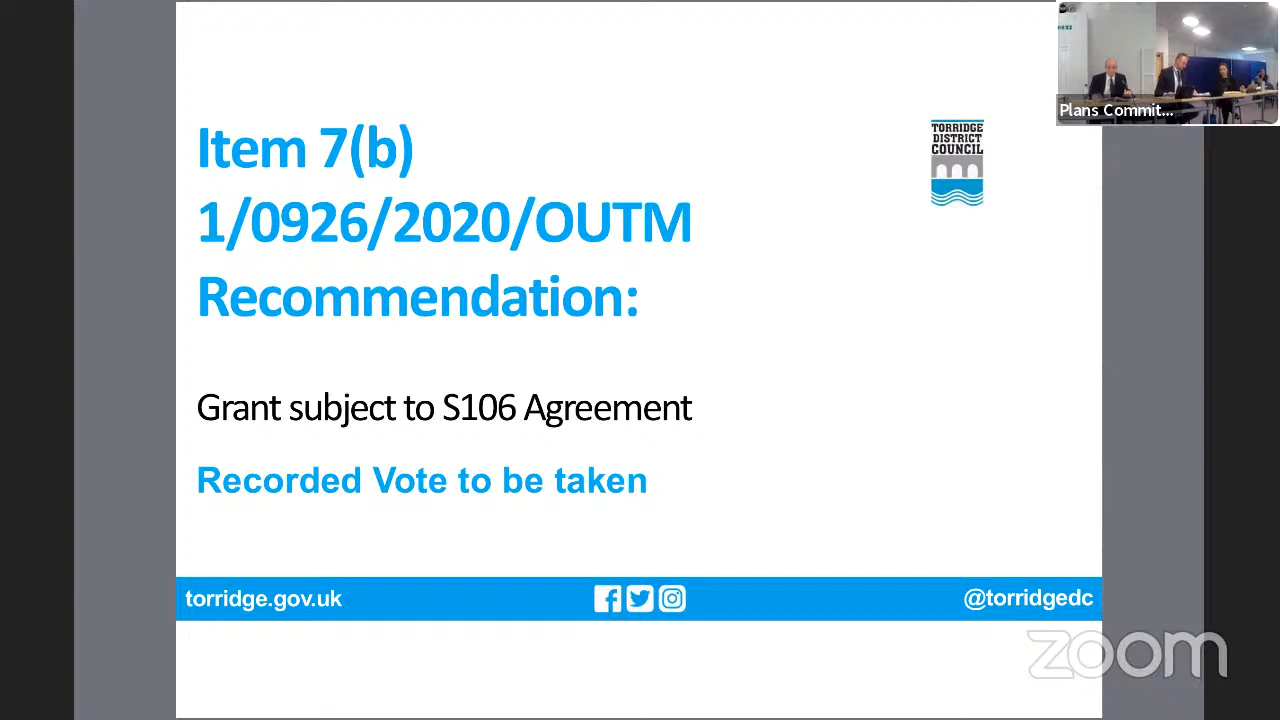 Plans Commit...
TORRIDGE
DISTRICT
COUNCIL
Item 7(b)
1/0926/2020/OUTM
Recommendation:
Grant subject to S106 Agreement
Recorded Vote to be taken
torridge.gov.uk
@torridgedc
zoom